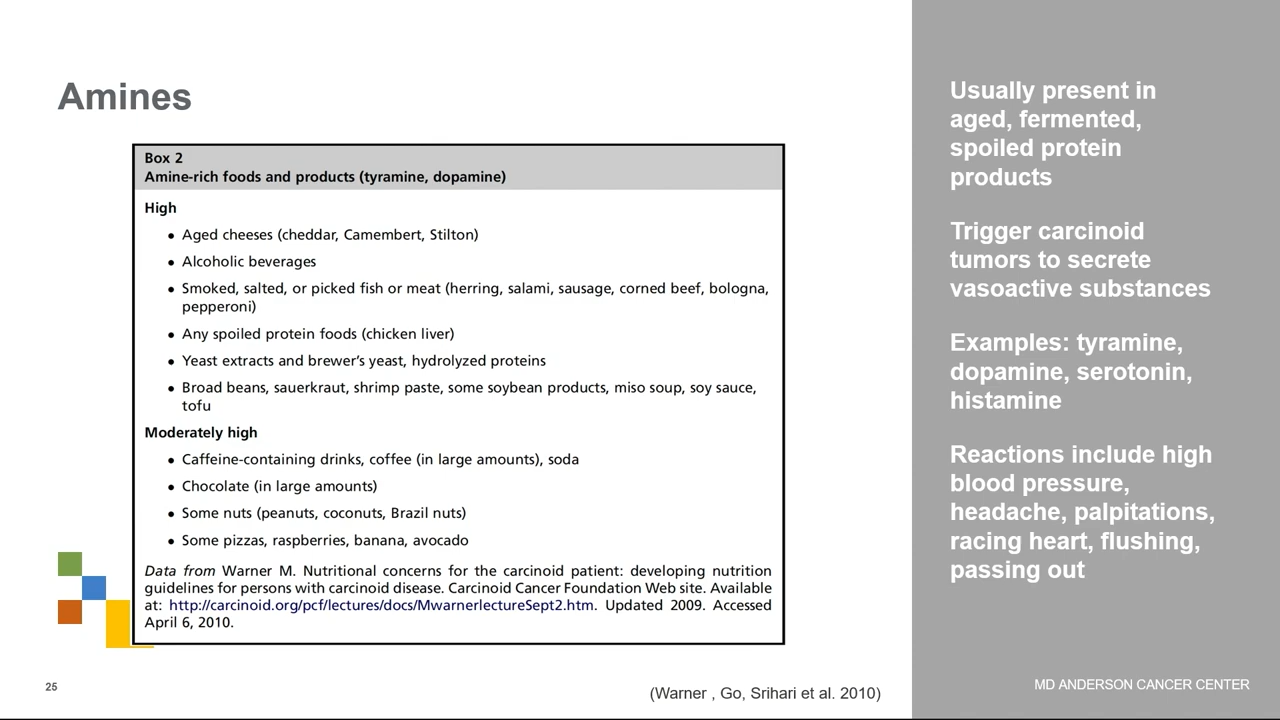 Amines
Box 2
Amine-rich foods and products (tyramine, dopamine)
High
● Aged cheeses (cheddar, Camembert, Stilton)
● Alcoholic beverages
● Smoked, salted, or picked fish or meat (herring, salami, sausage, corned beef, bologna,
pepperoni)
● Any spoiled protein foods (chicken liver)
● Yeast extracts and brewer's yeast, hydrolyzed proteins
● Broad beans, sauerkraut, shrimp paste, some soybean products, miso soup, soy sauce,
tofu
Moderately high
● Caffeine-containing drinks, coffee (in large amounts), soda
● Chocolate (in large amounts)
● Some nuts (peanuts, coconuts, Brazil nuts)
● Some pizzas, raspberries, banana, avocado
Data from Warner M. Nutritional concerns for the carcinoid patient: developing nutrition
guidelines for persons with carcinoid disease. Carcinoid Cancer Foundation Web site. Available
at: http://carcinoid.org/pcf/lectures/docs/MwarnerlectureSept2.htm. Updated 2009. Accessed
April 6, 2010.
25
(Warner , Go, Srihari et al. 2010)
Usually present in
aged, fermented,
spoiled protein
products
Trigger carcinoid
tumors to secrete
vasoactive substances
Examples: tyramine,
dopamine, serotonin,
histamine
Reactions include high
blood pressure,
headache, palpitations,
racing heart, flushing,
passing out
MD ANDERSON CANCER CENTER